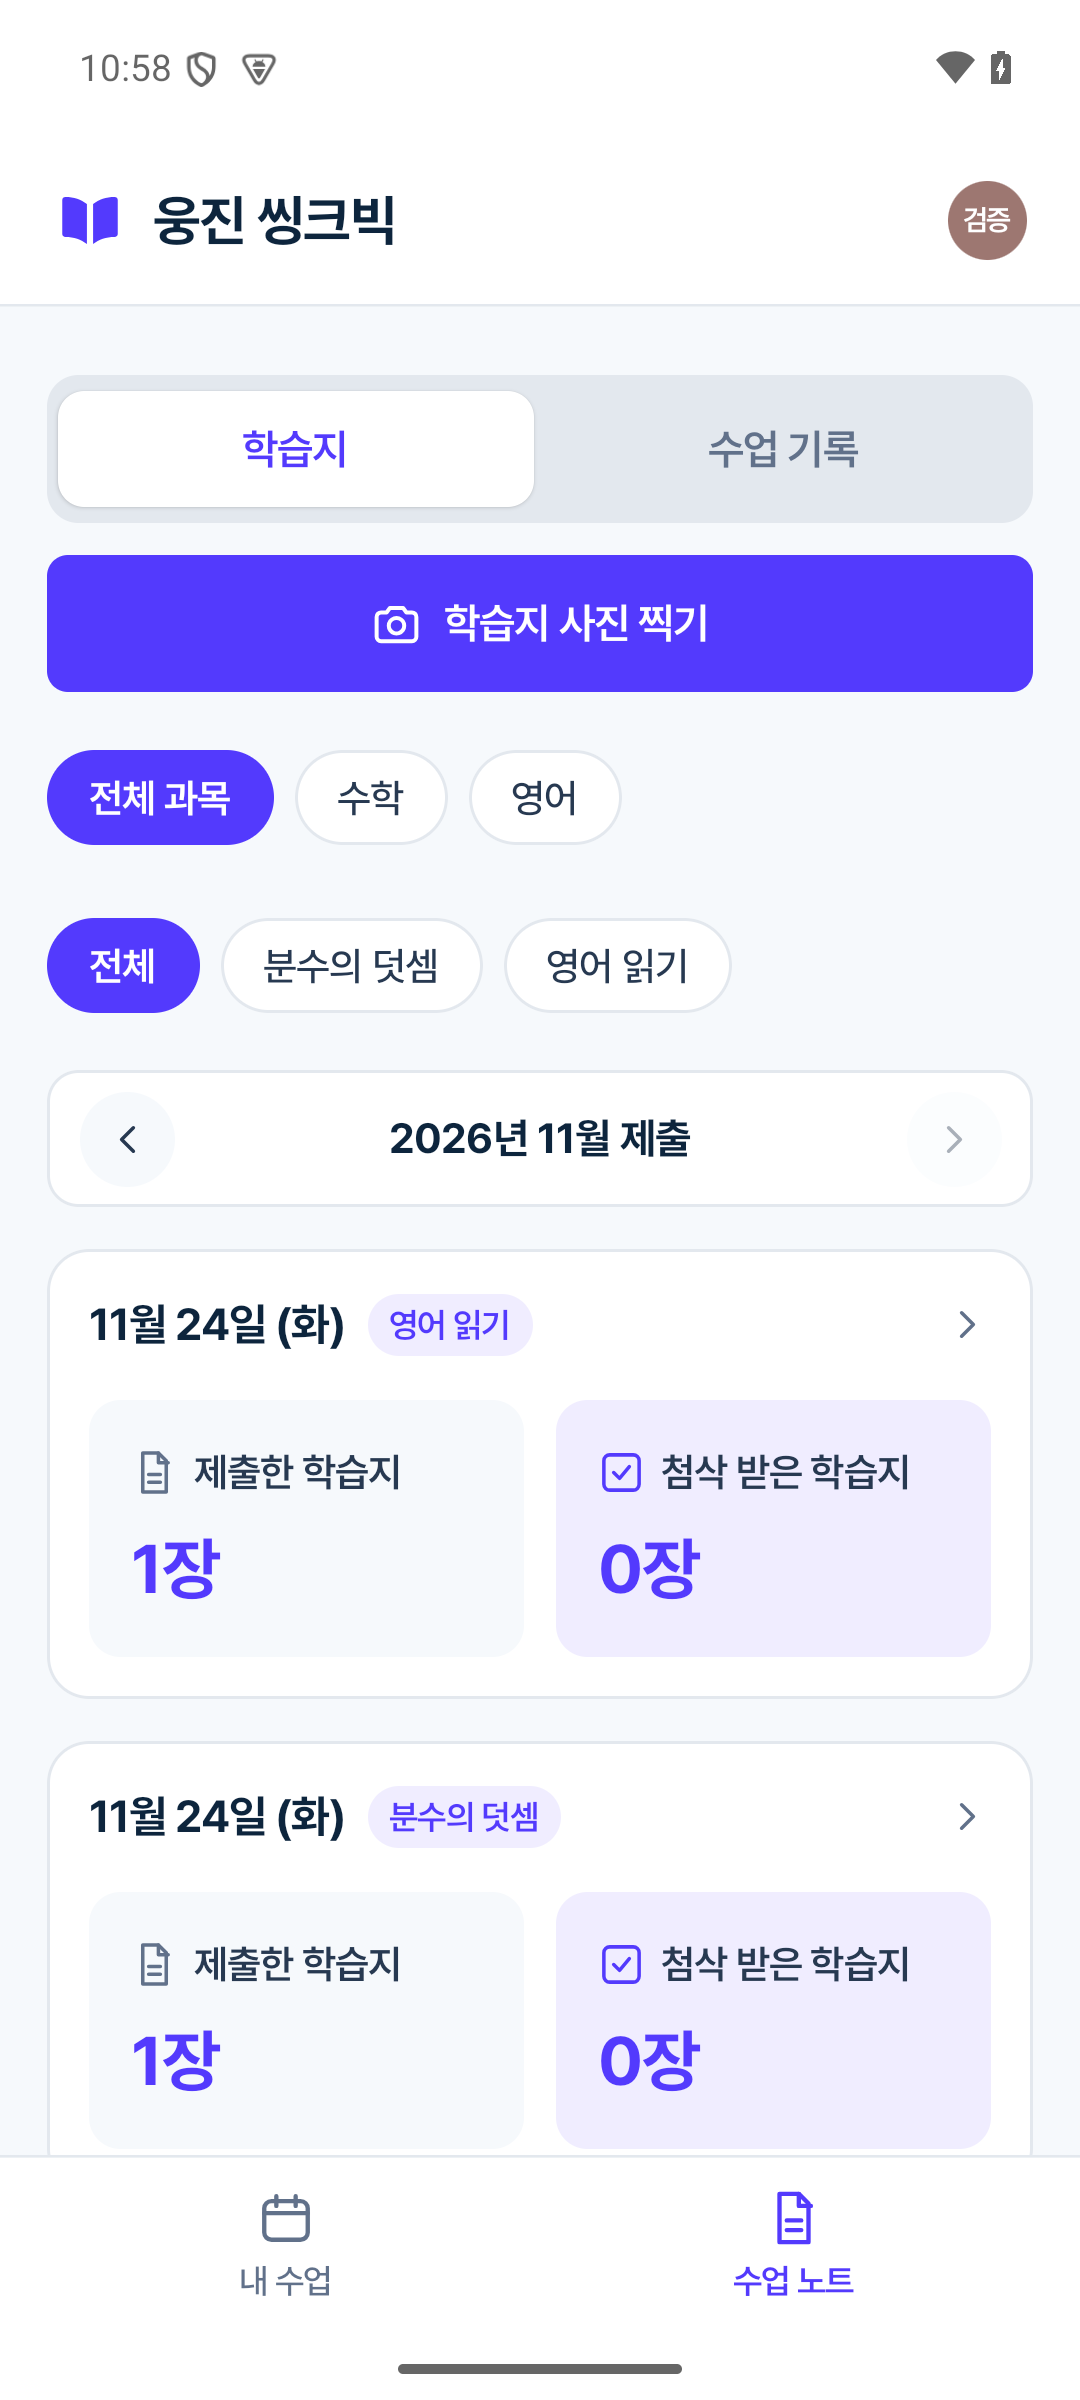 10:58
웅진 씽크빅
검증
학습지
수업 기록
학습지 사진 찍기
전체 과목
수학
영어
전체
분수의 덧셈
영어 읽기
2026년 11월 제출
11월 24일 (화)
영어 읽기
제출한 학습지
첨삭 받은 학습지
1장
0장
11월 24일 (화)
분수의 덧셈
제출한 학습지
첨삭 받은 학습지
1장
0장
내 수업
수업 노트